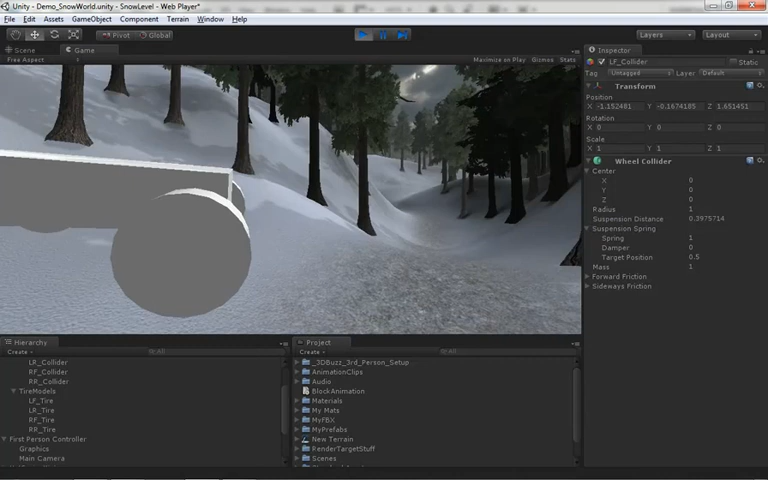 Unity - Demo_SnowWorld.unity - SnowLevel - Web Player*
File Edit Assets GameObject Component Terrain Window Help
Pivot Global Layers Layout
Scene Game
Free Aspect Maximize on Play Gizmos Stats
Inspector
LF_Collider Static
Tag Untagged Layer Default
Transform
Position
X -1.152481 Y -0.1674185 Z 1.651451
Rotation
X 0 Y 0 Z 0
Scale
X 1 Y 1 Z 1
Wheel Collider
Center
X 0
Y 0
Z 0
Radius 1
Suspension Distance 0.3975714
Suspension Spring
Spring 1
Damper 0
Target Position 0.5
Mass 1
Forward Friction
Sideways Friction
Hierarchy
Create All
LR_Collider
RF_Collider
RR_Collider
TireModels
LF_Tire
LR_Tire
RF_Tire
RR_Tire
First Person Controller
Graphics
Main Camera
Project
Create All
_3DBuzz_3rd_Person_Setup
AnimationClips
Audio
BlockAnimation
Materials
My Mats
MyFBX
MyPrefabs
New Terrain
RenderTargetStuff
Scenes